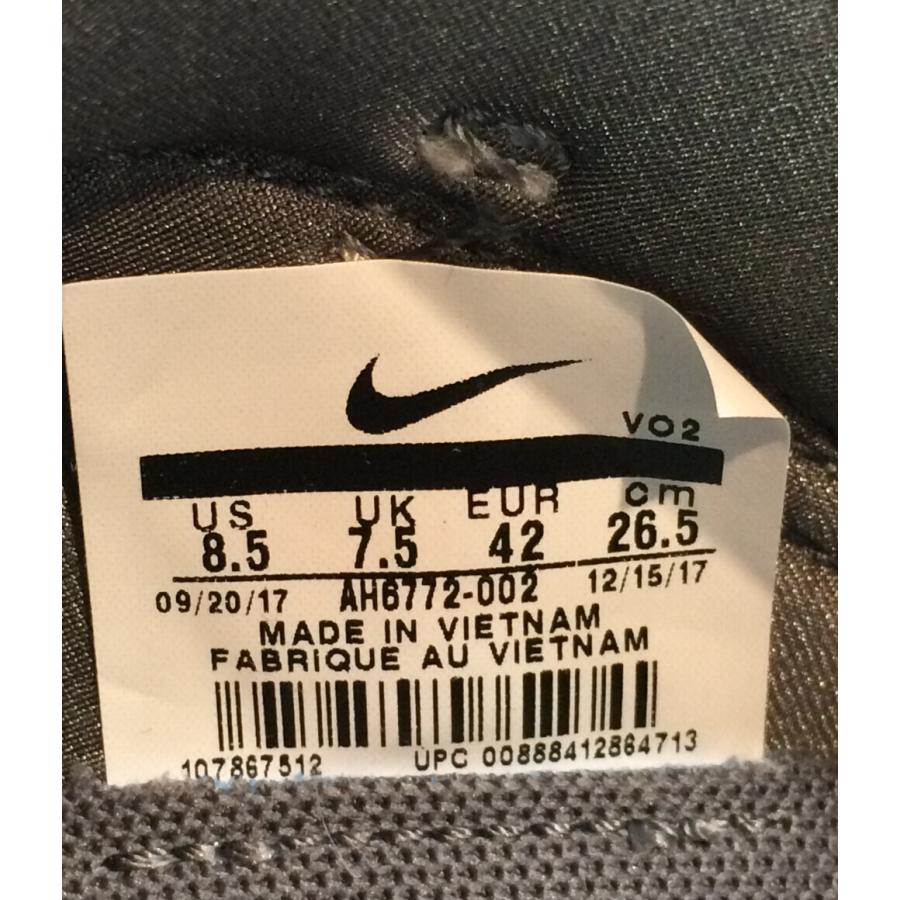 VO2
US UK EUR cm
8.5 7.5 42 26.5
09/20/17 AH6772-002 12/15/17
MADE IN VIETNAM
FABRIQUE AU VIETNAM
107867512 UPC 00888412864713